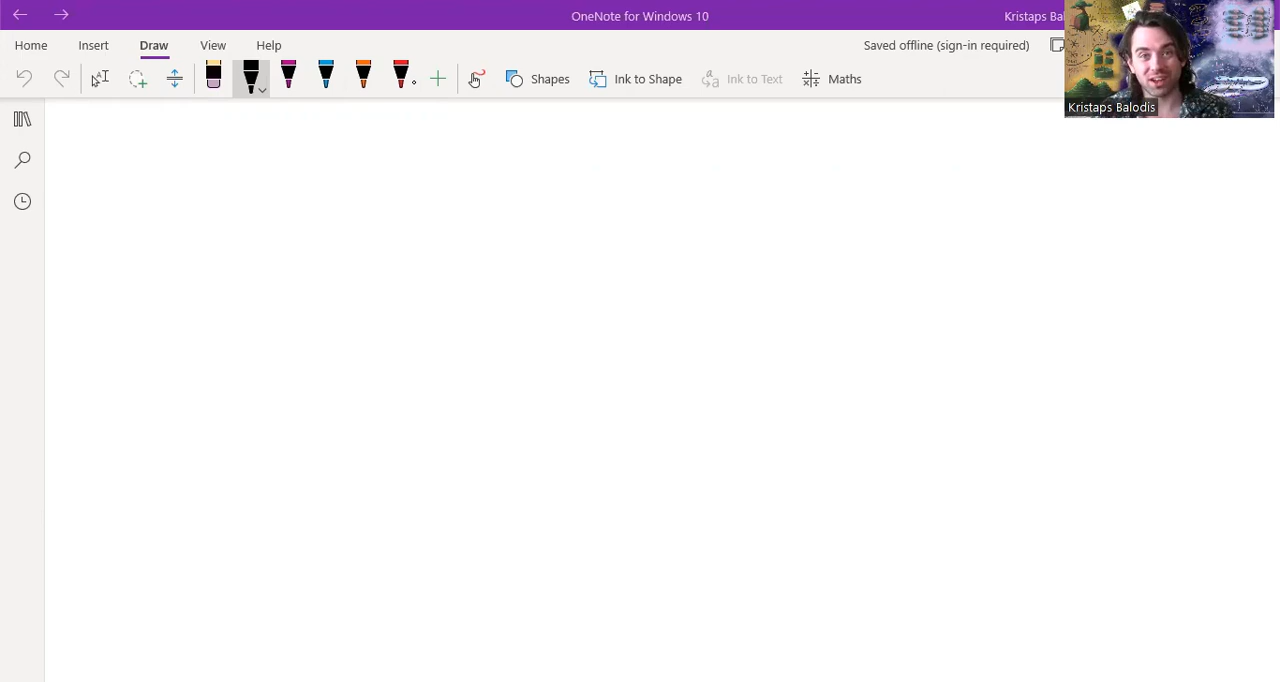 OneNote for Windows 10
Kristaps Bal
Home Insert Draw View Help
Saved offline (sign-in required)
Shapes Ink to Shape Ink to Text Maths
Kristaps Balodis